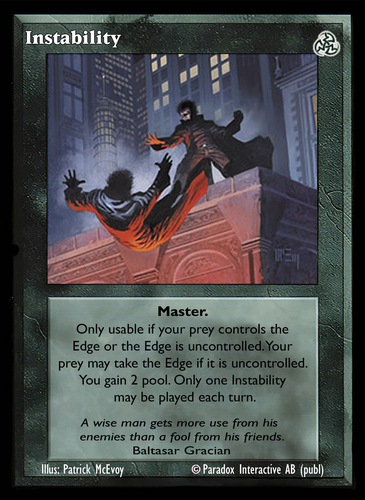 Instability
Master.
Only usable if your prey controls the
Edge or the Edge is uncontrolled. Your
prey may take the Edge if it is uncontrolled.
You gain 2 pool. Only one Instability
may be played each turn.
A wise man gets more use from his
enemies than a fool from his friends.
Baltasar Gracian
Illus: Patrick McEvoy
© Paradox Interactive AB (publ)